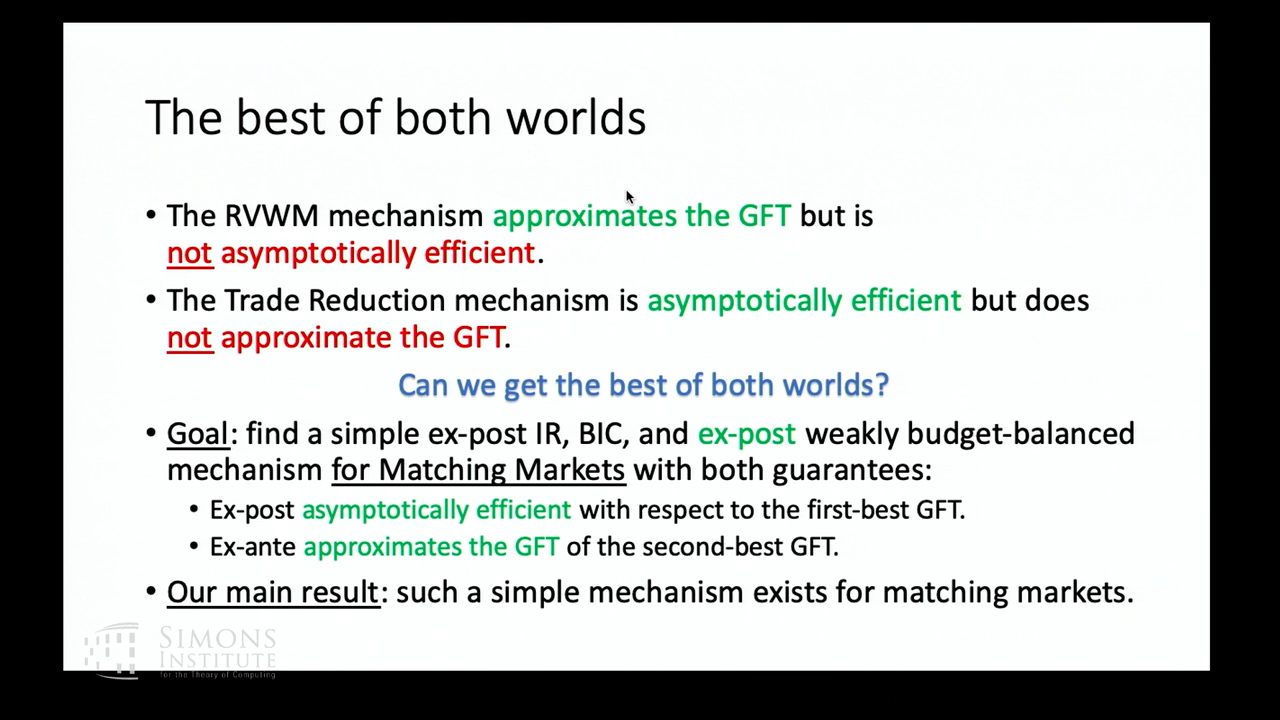 The best of both worlds
• The RVWM mechanism approximates the GFT but is
not asymptotically efficient.
• The Trade Reduction mechanism is asymptotically efficient but does
not approximate the GFT.
Can we get the best of both worlds?
• Goal: find a simple ex-post IR, BIC, and ex-post weakly budget-balanced
mechanism for Matching Markets with both guarantees:
• Ex-post asymptotically efficient with respect to the first-best GFT.
• Ex-ante approximates the GFT of the second-best GFT.
• Our main result: such a simple mechanism exists for matching markets.
SIMONS
INSTITUTE
for the Theory of Computing